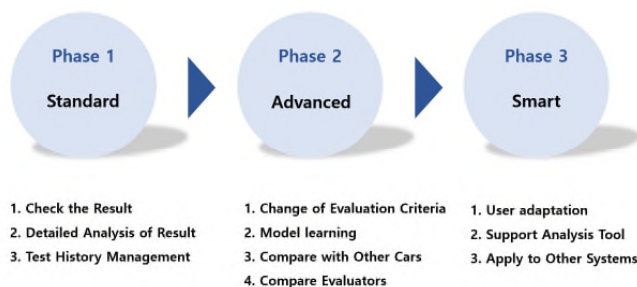 Phase 1
Standard
Phase 2
Advanced
Phase 3
Smart
1. Check the Result
2. Detailed Analysis of Result
3. Test History Management
1. Change of Evaluation Criteria
2. Model learning
3. Compare with Other Cars
4. Compare Evaluators
1. User adaptation
2. Support Analysis Tool
3. Apply to Other Systems